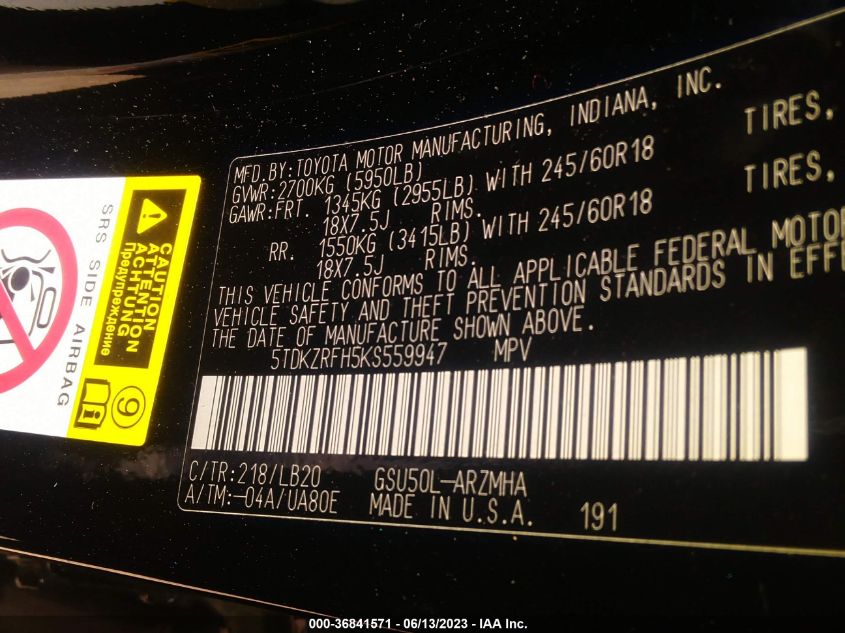 MFD.BY:TOYOTA MOTOR MANUFACTURING, INDIANA, INC.
GVWR:2700KG (5950LB)
GAWR:FRT. 1345KG (2955LB) WITH 245/60R18 TIRES,
18X7.5J RIMS.
RR. 1550KG (3415LB) WITH 245/60R18 TIRES,
18X7.5J RIMS.
THIS VEHICLE CONFORMS TO ALL APPLICABLE FEDERAL MOTO
VEHICLE SAFETY AND THEFT PREVENTION STANDARDS IN EFFE
THE DATE OF MANUFACTURE SHOWN ABOVE.
5TDKZRFH5KS559947 MPV
C/TR:218/LB20 GSU50L-ARZMHA
A/TM:-04A/UA80E MADE IN U.S.A. 191
CAUTION
ATTENTION
ACHTUNG
Предупреждение
SRS SIDE AIRBAG
9
000-36841571 - 06/13/2023 - IAA Inc.